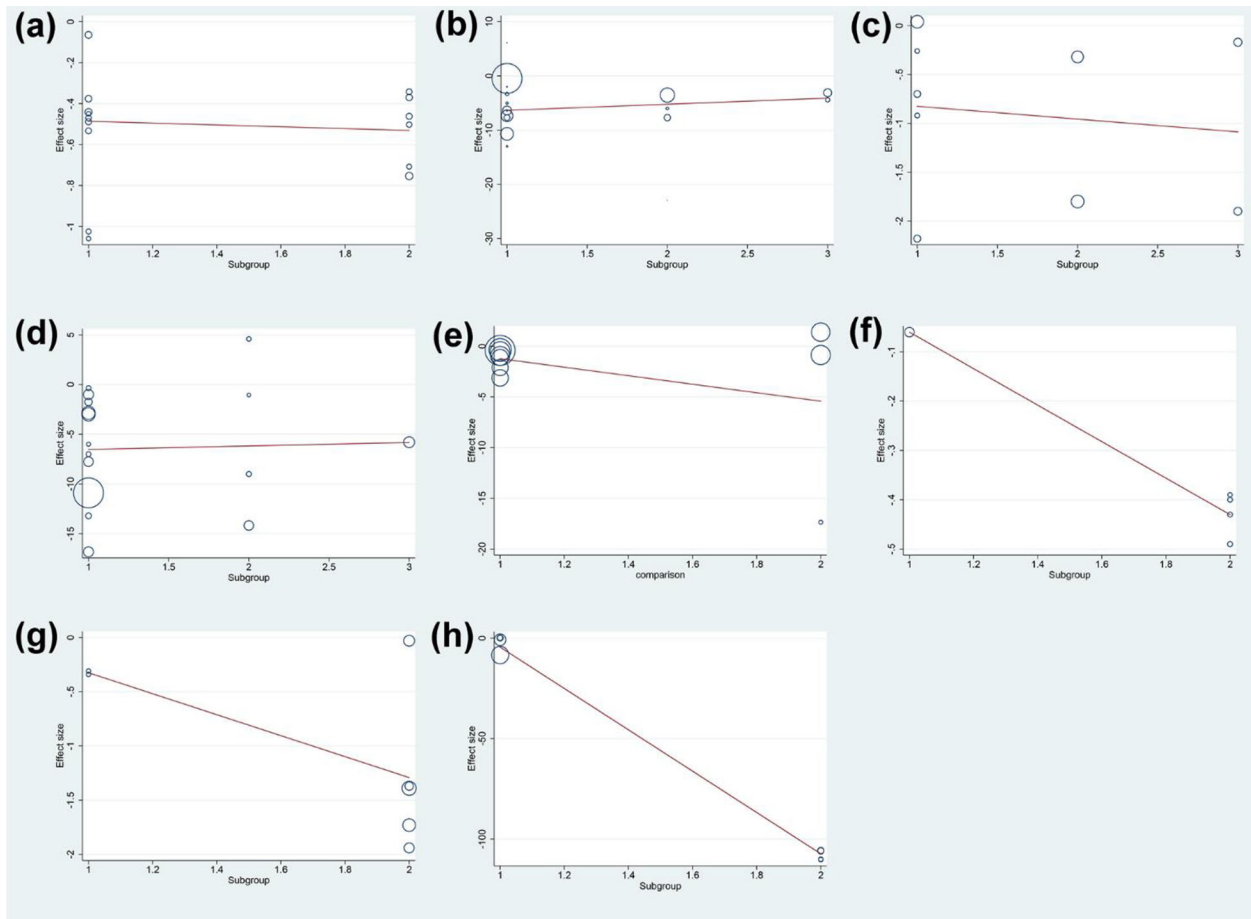 (a)
Effect size
0
-.2
-.4
-.6
-.8
-1
1 1.2 1.4 1.6 1.8 2
Subgroup
(b)
Effect size
10
0
-10
-20
-30
1 1.5 2 2.5 3
Subgroup
(c)
Effect size
0
-.5
-1
-1.5
-2
1 1.5 2 2.5 3
Subgroup
(d)
Effect size
5
0
-5
-10
-15
1 1.5 2 2.5 3
Subgroup
(e)
Effect size
0
-5
-10
-15
-20
1 1.2 1.4 1.6 1.8 2
comparison
(f)
Effect size
-.1
-.2
-.3
-.4
-.5
1 1.2 1.4 1.6 1.8 2
Subgroup
(g)
Effect size
0
-.5
-1
-1.5
-2
1 1.2 1.4 1.6 1.8 2
Subgroup
(h)
Effect size
0
-50
-100
1 1.2 1.4 1.6 1.8 2
Subgroup